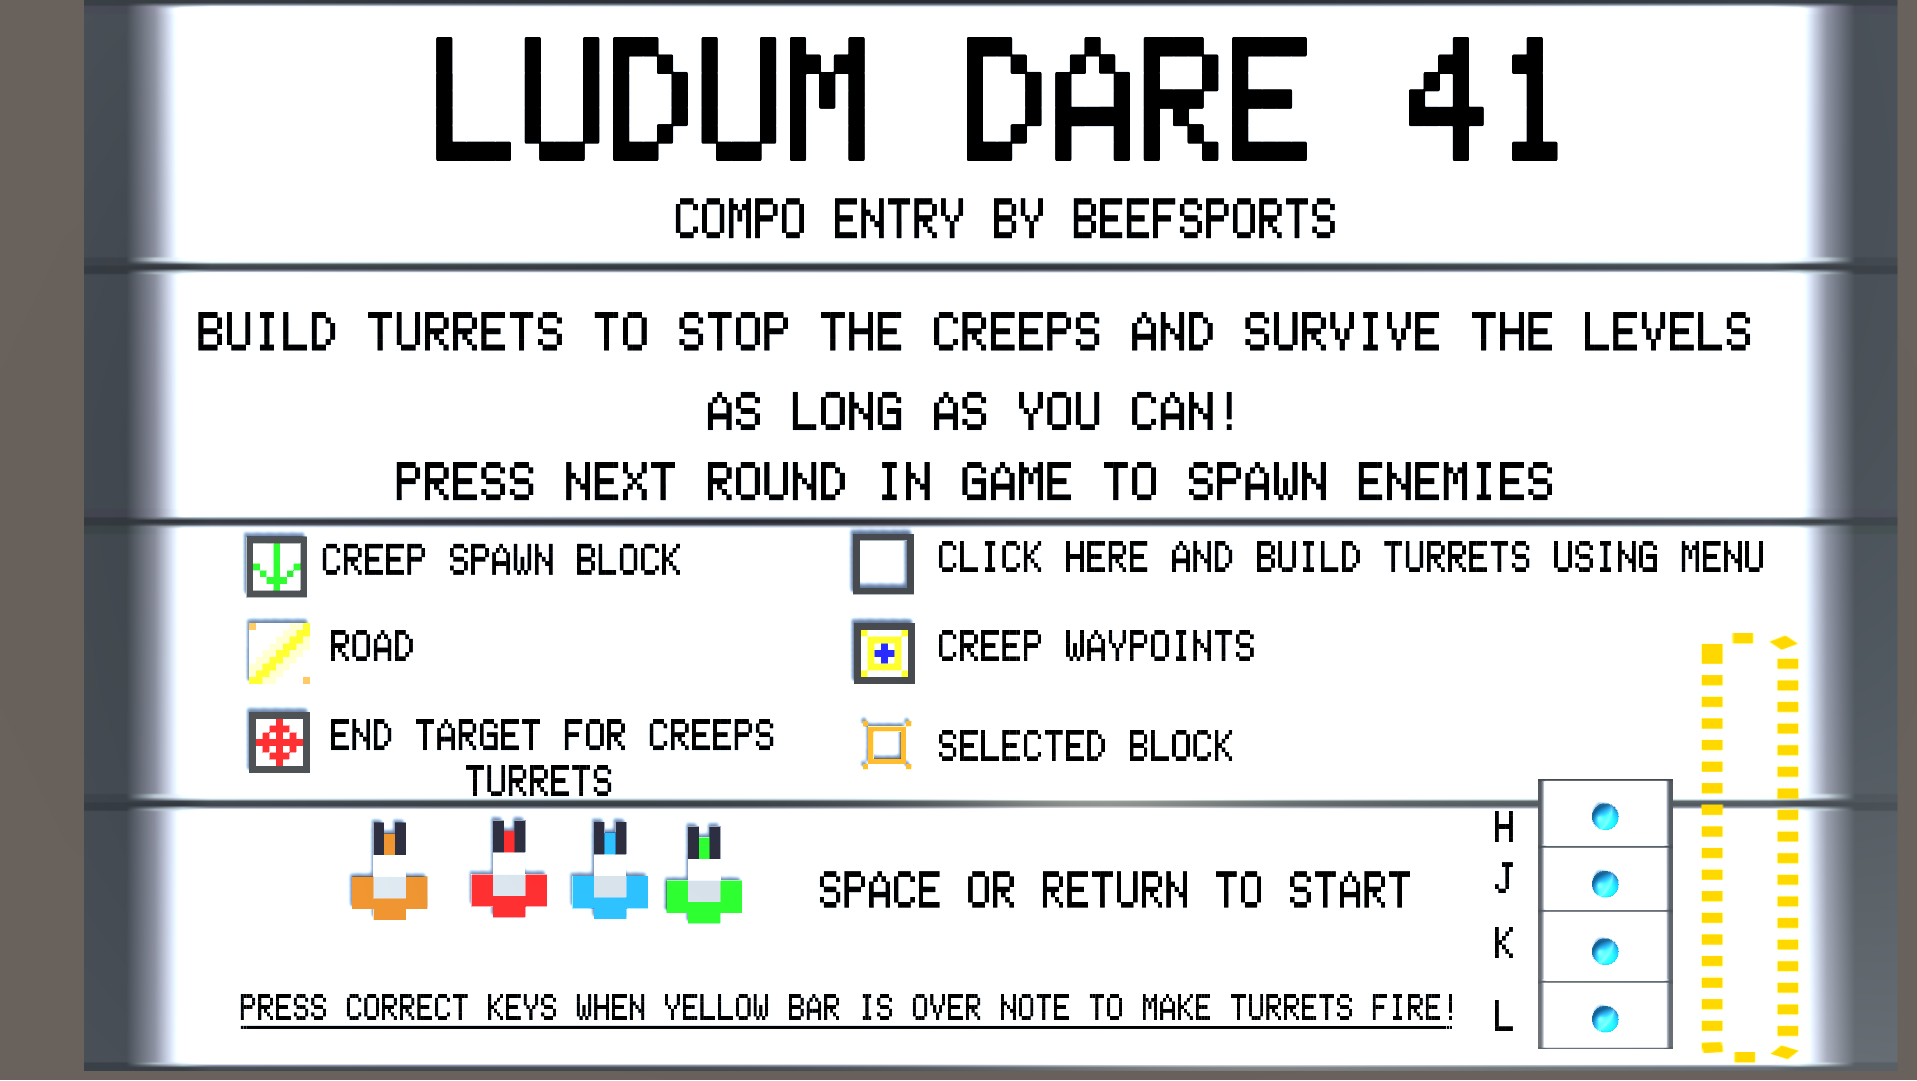 LUDUM DARE 41
COMPO ENTRY BY BEEFSPORTS
BUILD TURRETS TO STOP THE CREEPS AND SURVIVE THE LEVELS
AS LONG AS YOU CAN!
PRESS NEXT ROUND IN GAME TO SPAWN ENEMIES
CREEP SPAWN BLOCK
CLICK HERE AND BUILD TURRETS USING MENU
ROAD
CREEP WAYPOINTS
END TARGET FOR CREEPS
SELECTED BLOCK
TURRETS
SPACE OR RETURN TO START
H
J
K
L
PRESS CORRECT KEYS WHEN YELLOW BAR IS OVER NOTE TO MAKE TURRETS FIRE!